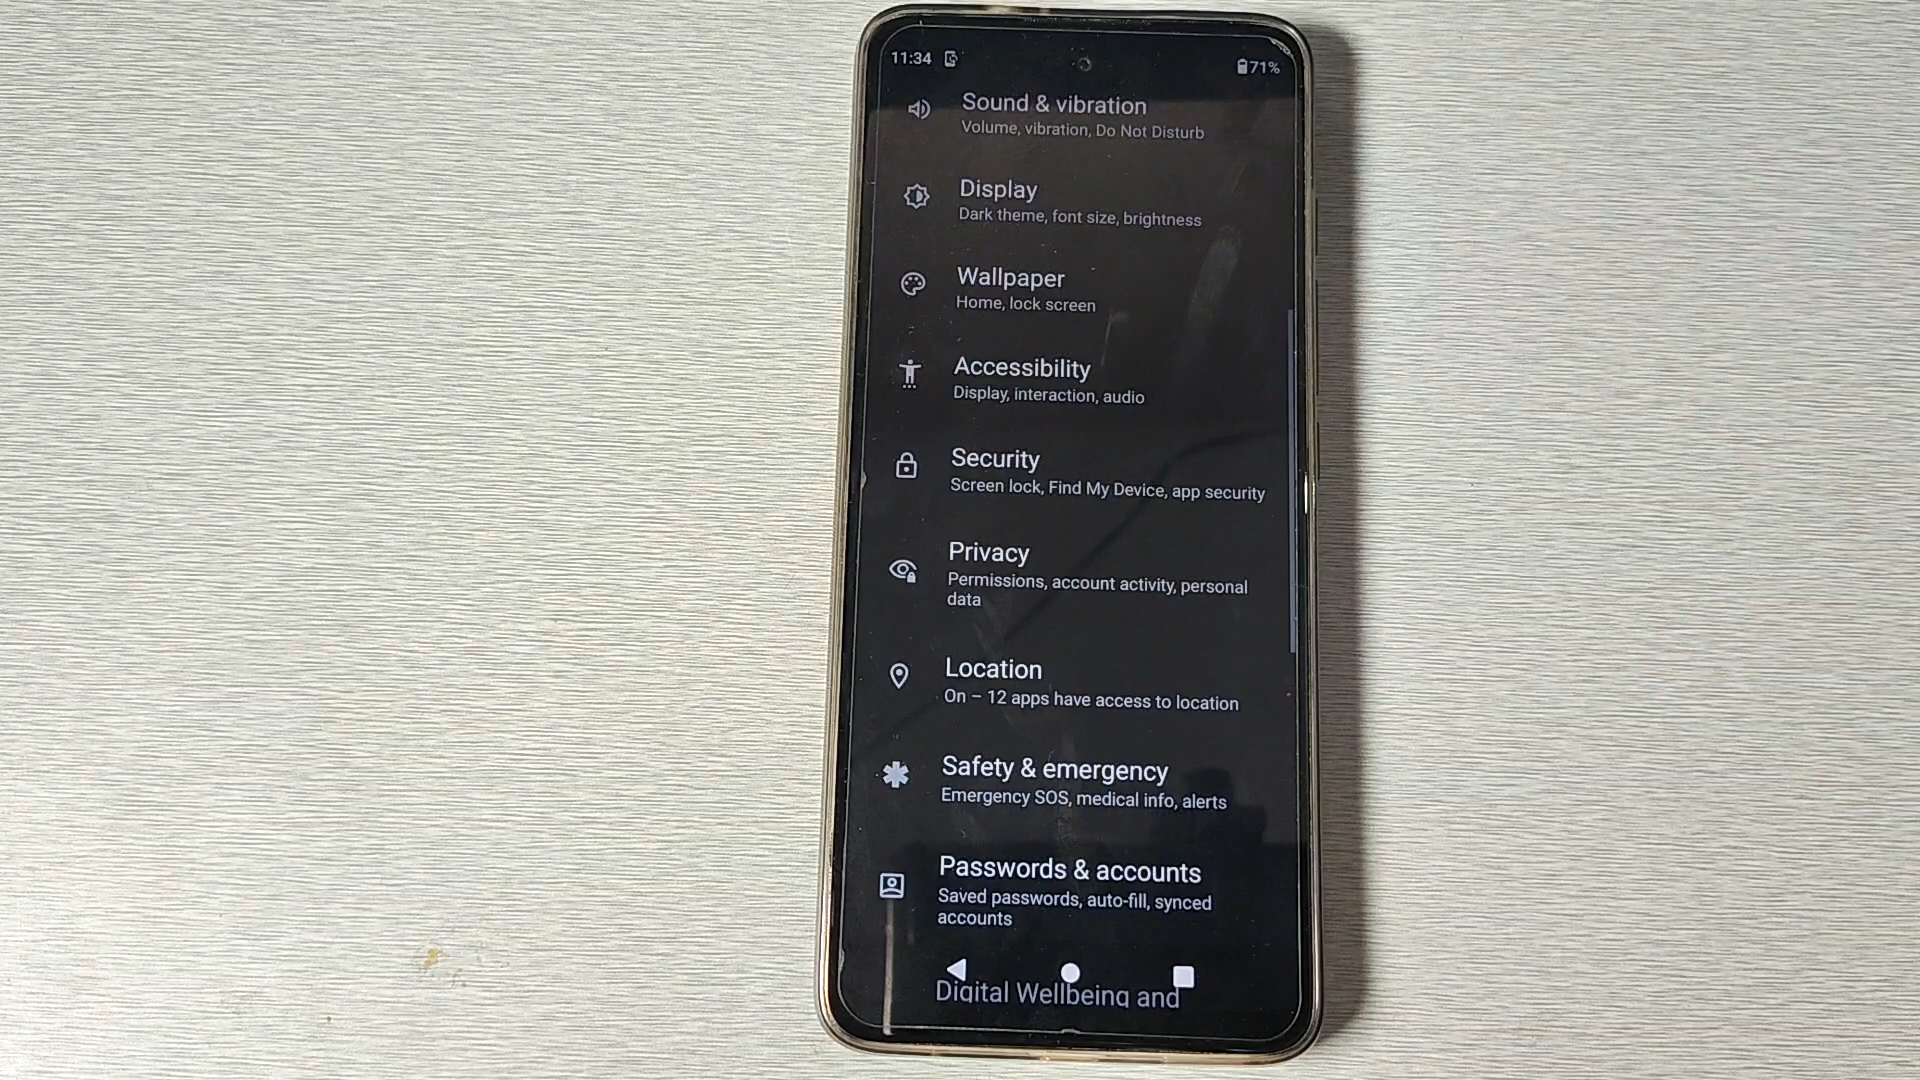 11:34 71%
Sound & vibration
Volume, vibration, Do Not Disturb
Display
Dark theme, font size, brightness
Wallpaper
Home, lock screen
Accessibility
Display, interaction, audio
Security
Screen lock, Find My Device, app security
Privacy
Permissions, account activity, personal
data
Location
On – 12 apps have access to location
Safety & emergency
Emergency SOS, medical info, alerts
Passwords & accounts
Saved passwords, auto-fill, synced
accounts
Digital Wellbeing and